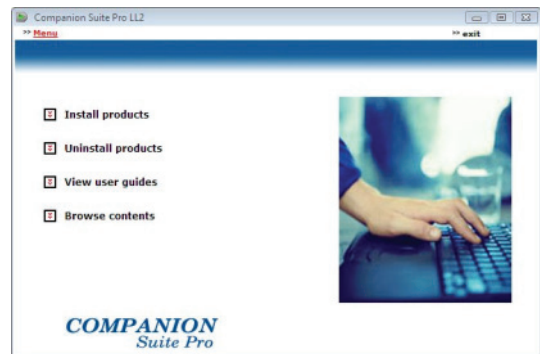 Companion Suite Pro LL2
>> Menu
>> exit
Install products
Uninstall products
View user guides
Browse contents
COMPANION
Suite Pro